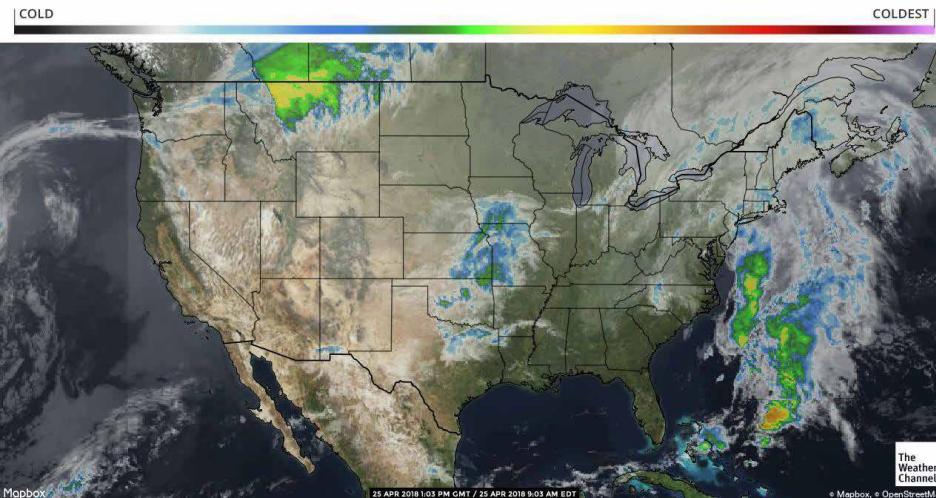 COLD
COLDEST
The
Weather
Channel
Mapbox
25 APR 2018 1:03 PM GMT / 25 APR 2018 9:03 AM EDT
© Mapbox, © OpenStreetM